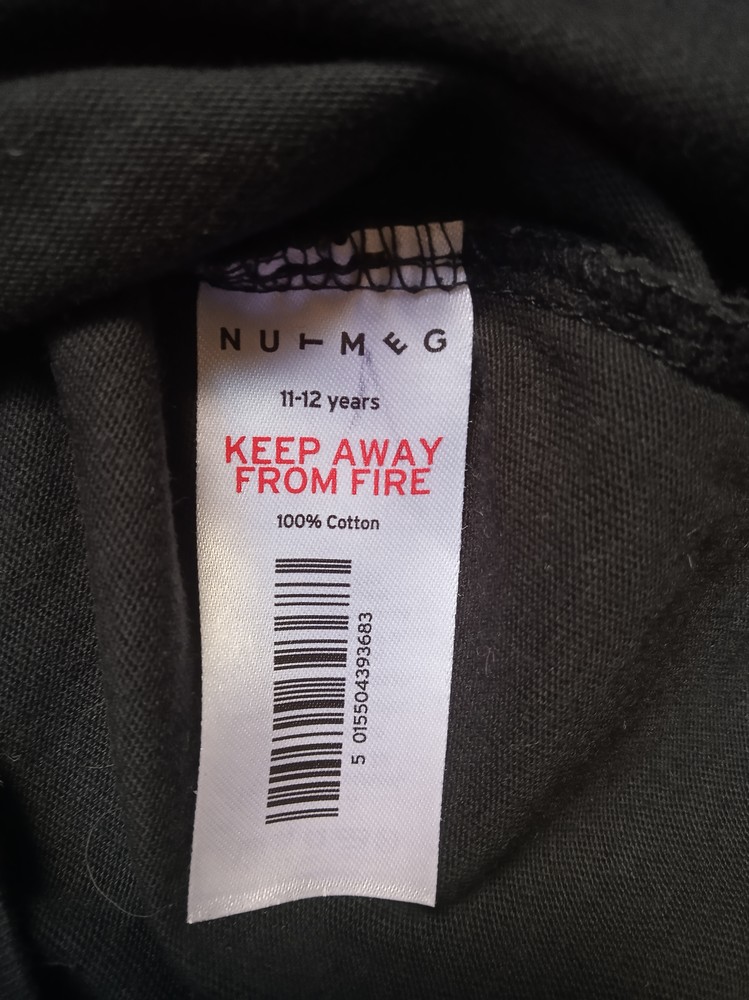 NUTMEG
11-12 years
KEEP AWAY
FROM FIRE
100% Cotton
5 015504393683